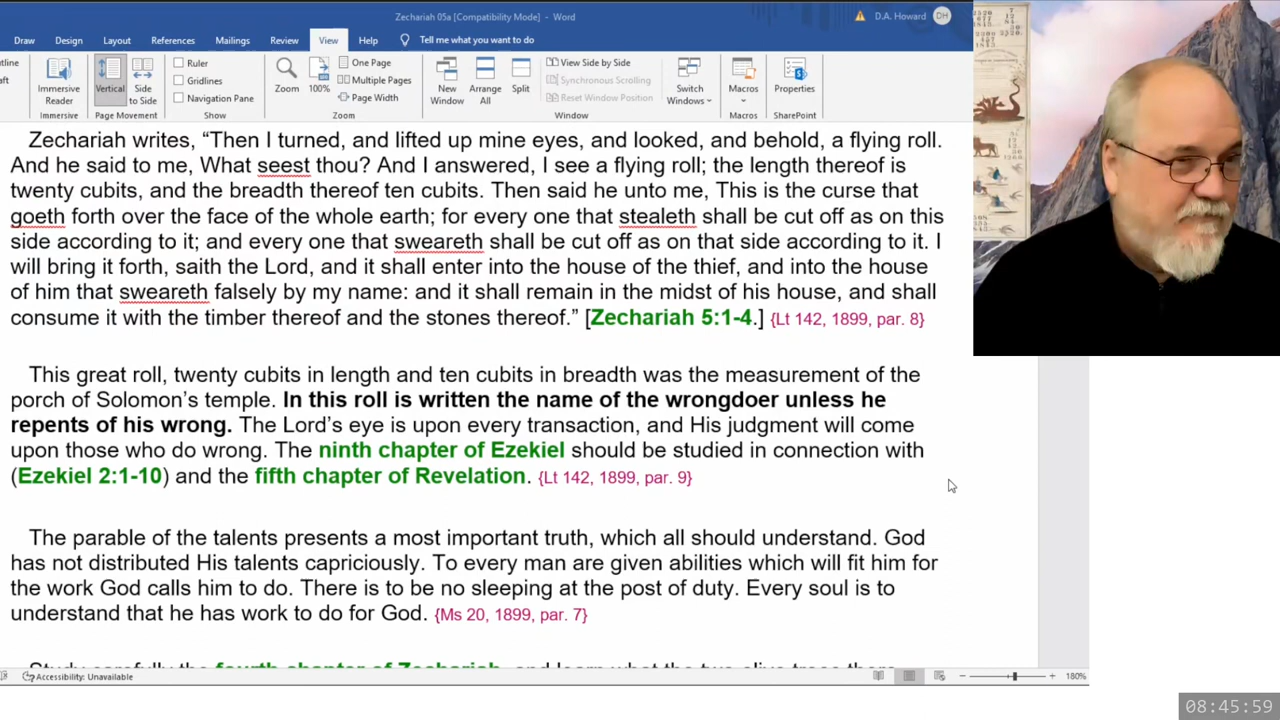 Zechariah 05a [Compatibility Mode] - Word
D.A. Howard DH
Draw Design Layout References Mailings Review View Help Tell me what you want to do
Immersive Reader
Immersive
Vertical
Side to Side
Page Movement
Ruler
Gridlines
Navigation Pane
Show
Zoom
100%
One Page
Multiple Pages
Page Width
Zoom
New Window
Arrange All
Split
View Side by Side
Synchronous Scrolling
Reset Window Position
Window
Switch Windows
Macros
Macros
Properties
SharePoint
Zechariah writes, “Then I turned, and lifted up mine eyes, and looked, and behold, a flying roll.
And he said to me, What seest thou? And I answered, I see a flying roll; the length thereof is
twenty cubits, and the breadth thereof ten cubits. Then said he unto me, This is the curse that
goeth forth over the face of the whole earth; for every one that stealeth shall be cut off as on this
side according to it; and every one that sweareth shall be cut off as on that side according to it. I
will bring it forth, saith the Lord, and it shall enter into the house of the thief, and into the house
of him that sweareth falsely by my name: and it shall remain in the midst of his house, and shall
consume it with the timber thereof and the stones thereof.” [Zechariah 5:1-4.] {Lt 142, 1899, par. 8}
This great roll, twenty cubits in length and ten cubits in breadth was the measurement of the
porch of Solomon’s temple. In this roll is written the name of the wrongdoer unless he
repents of his wrong. The Lord’s eye is upon every transaction, and His judgment will come
upon those who do wrong. The ninth chapter of Ezekiel should be studied in connection with
(Ezekiel 2:1-10) and the fifth chapter of Revelation. {Lt 142, 1899, par. 9}
The parable of the talents presents a most important truth, which all should understand. God
has not distributed His talents capriciously. To every man are given abilities which will fit him for
the work God calls him to do. There is to be no sleeping at the post of duty. Every soul is to
understand that he has work to do for God. {Ms 20, 1899, par. 7}
Study carefully the fourth chapter of Zechariah, and learn what the two olive trees there
Accessibility: Unavailable
180%
08:45:59